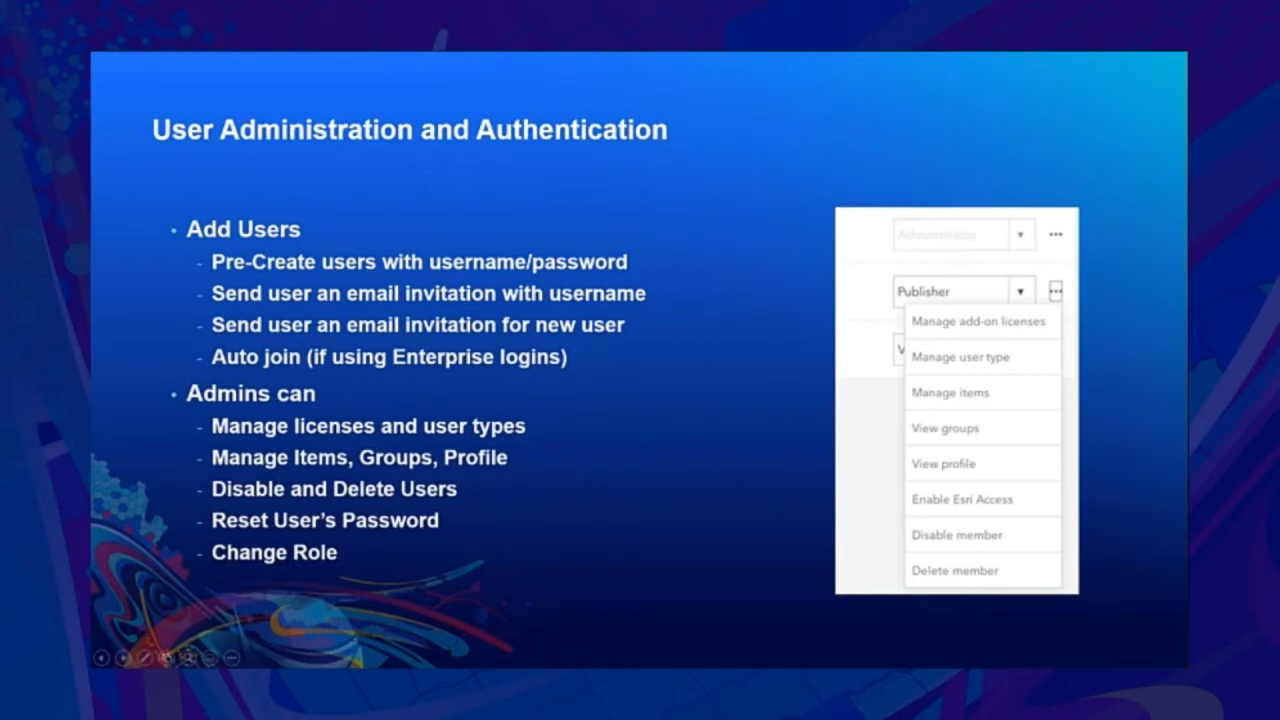 User Administration and Authentication
• Add Users
- Pre-Create users with username/password
- Send user an email invitation with username
- Send user an email invitation for new user
- Auto join (if using Enterprise logins)
• Admins can
- Manage licenses and user types
- Manage Items, Groups, Profile
- Disable and Delete Users
- Reset User’s Password
- Change Role
Administrator
Publisher
Manage add-on licenses
Manage user type
V
Manage items
View groups
View profile
Enable Esri Access
Disable member
Delete member